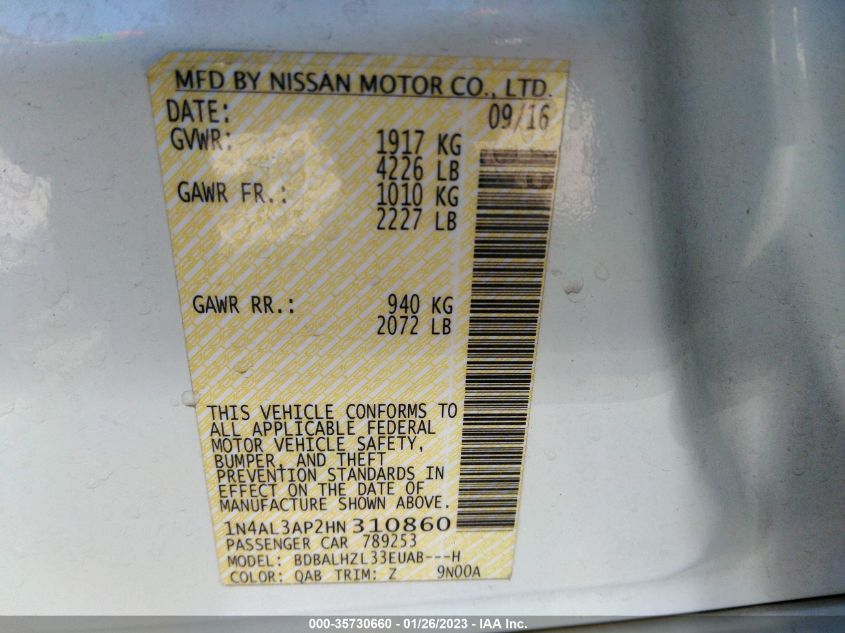 MFD BY NISSAN MOTOR CO., LTD.
DATE: 09/16
GVWR: 1917 KG
4226 LB
GAWR FR.: 1010 KG
2227 LB
GAWR RR.: 940 KG
2072 LB
THIS VEHICLE CONFORMS TO
ALL APPLICABLE FEDERAL
MOTOR VEHICLE SAFETY,
BUMPER, AND THEFT
PREVENTION STANDARDS IN
EFFECT ON THE DATE OF
MANUFACTURE SHOWN ABOVE.
1N4AL3AP2HN310860
PASSENGER CAR 789253
MODEL: BDBALHZL33EUAB---H
COLOR: QAB TRIM: Z 9N00A
000-35730660 - 01/26/2023 - IAA Inc.